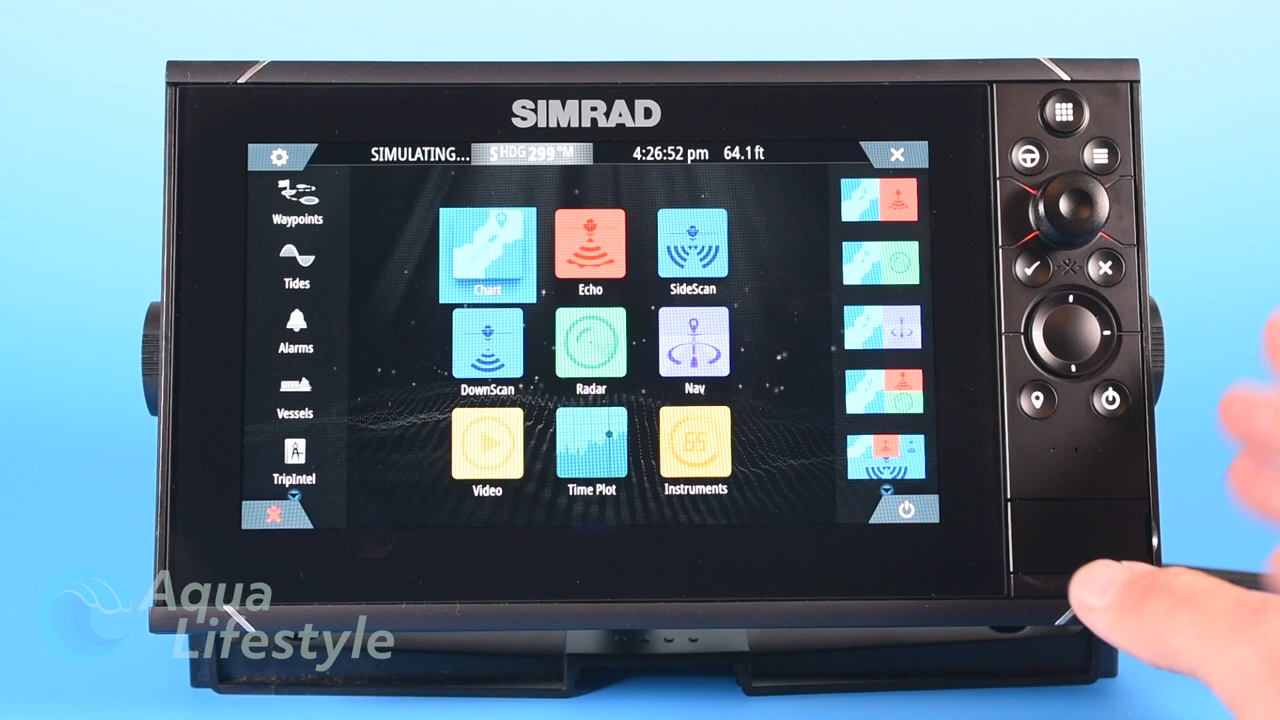 SIMRAD
SIMULATING... S HDG 299 °M 4:26:52 pm 64.1 ft
Waypoints
Tides
Alarms
Vessels
TripIntel
Chart Echo SideScan
DownScan Radar Nav
65
Video Time Plot Instruments
Aqua
Lifestyle